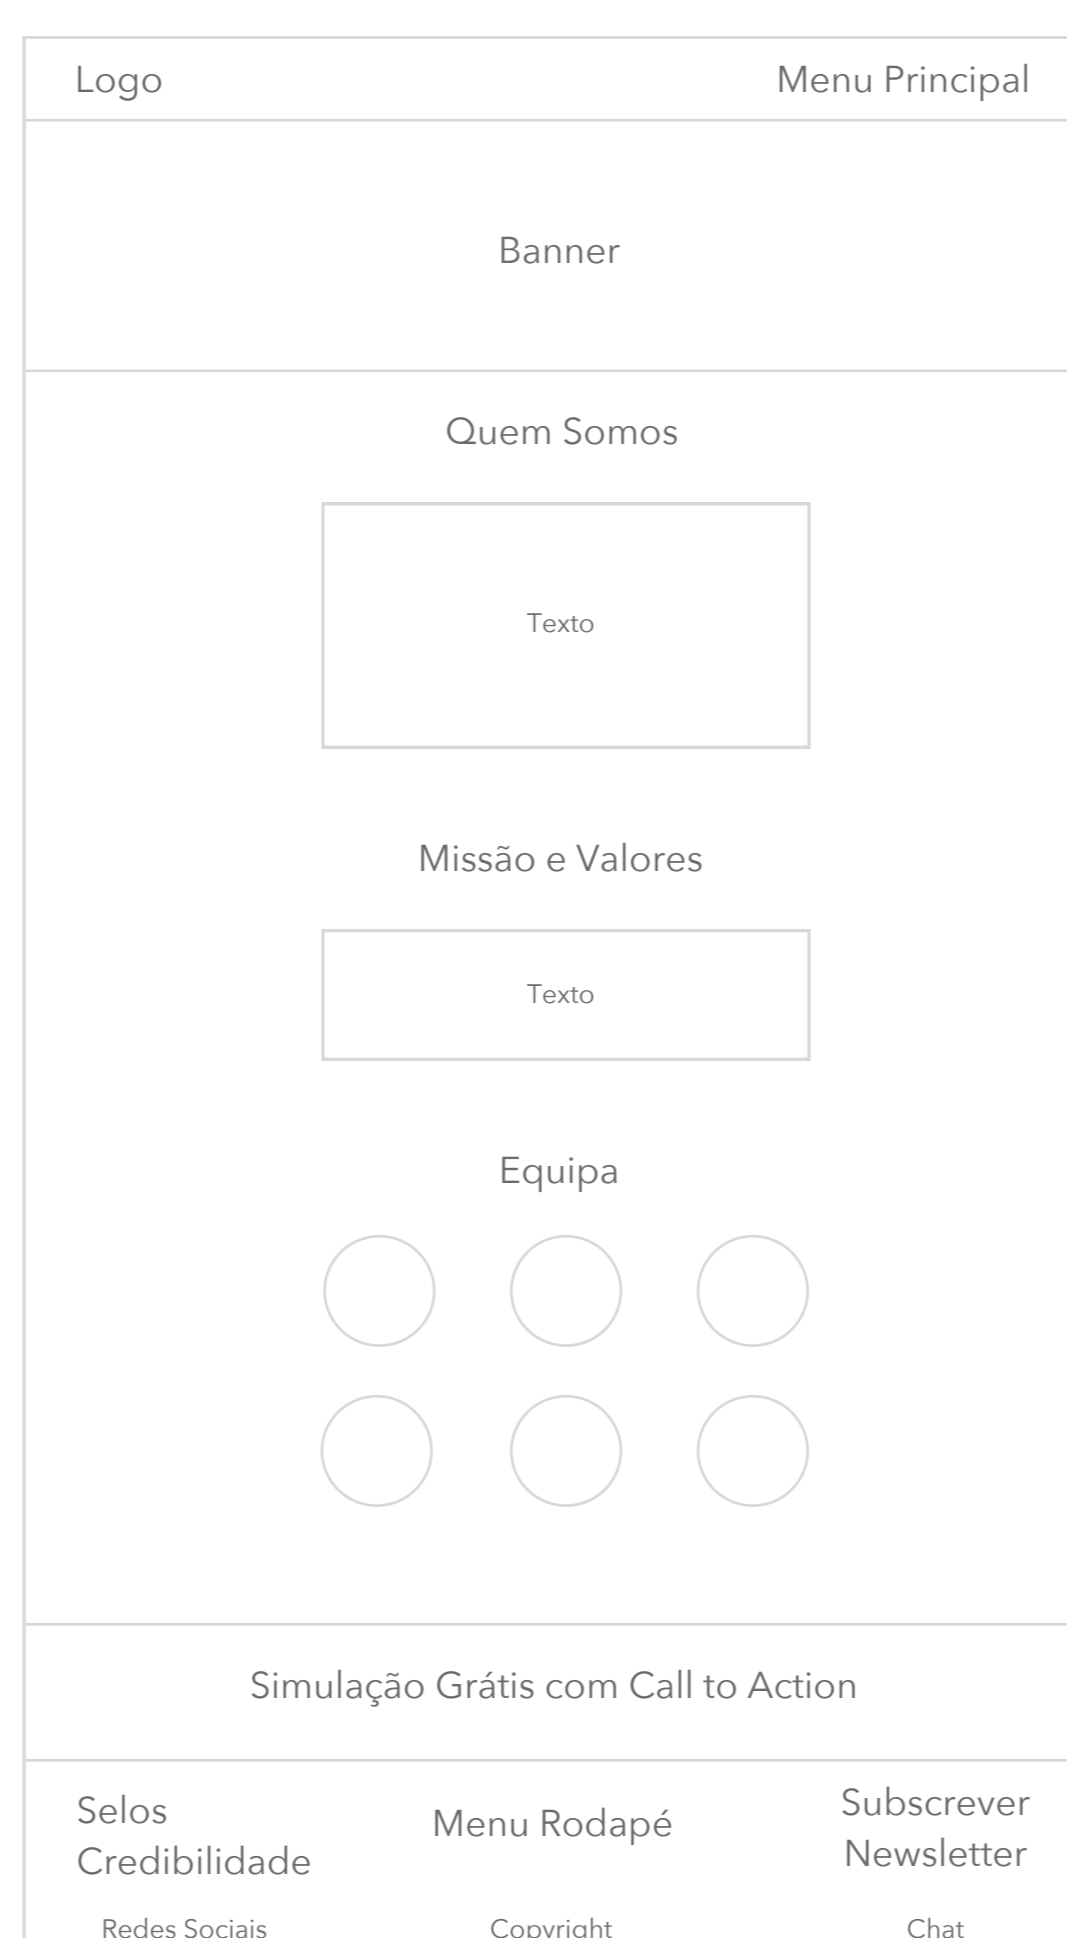 Logo
Menu Principal
Banner
Quem Somos
Texto
Missão e Valores
Texto
Equipa
Simulação Grátis com Call to Action
Selos
Credibilidade
Menu Rodapé
Subscrever
Newsletter
Redes Sociais
Copyright
Chat